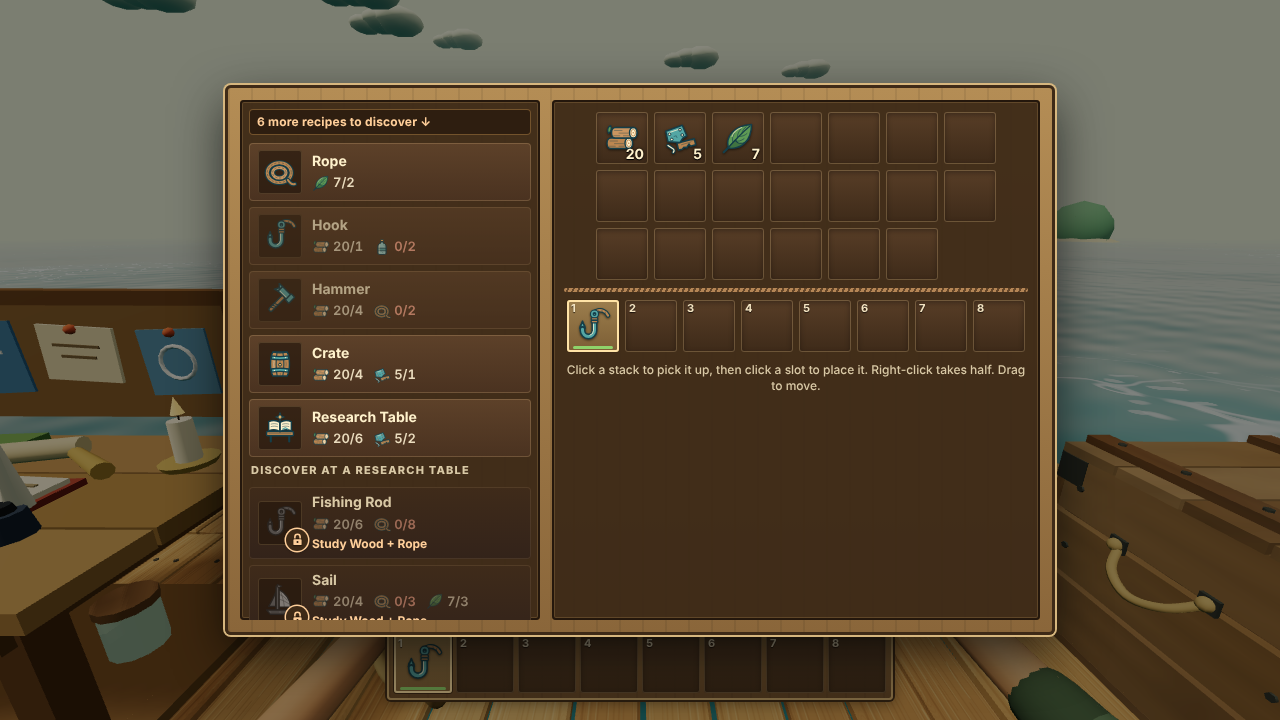 6 more recipes to discover ↓
Rope
7/2
Hook
20/1 0/2
Hammer
20/4 0/2
Crate
20/4 5/1
Research Table
20/6 5/2
DISCOVER AT A RESEARCH TABLE
Fishing Rod
20/6 0/8
Study Wood + Rope
Sail
20/4 0/3 7/3
Study Wood + Rope
20 5 7
1 2 3 4 5 6 7 8
Click a stack to pick it up, then click a slot to place it. Right-click takes half. Drag
to move.
1 2 3 4 5 6 7 8